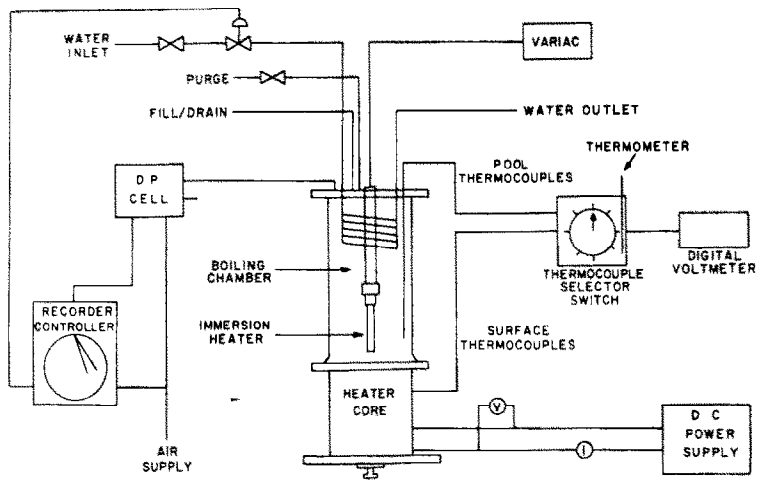 WATER
INLET
VARIAC
PURGE
FILL/DRAIN
WATER OUTLET
THERMOMETER
D P
CELL
POOL
THERMOCOUPLES
BOILING
CHAMBER
THERMOCOUPLE
SELECTOR
SWITCH
DIGITAL
VOLTMETER
RECORDER
CONTROLLER
IMMERSION
HEATER
SURFACE
THERMOCOUPLES
HEATER
CORE
V
I
D C
POWER
SUPPLY
AIR
SUPPLY